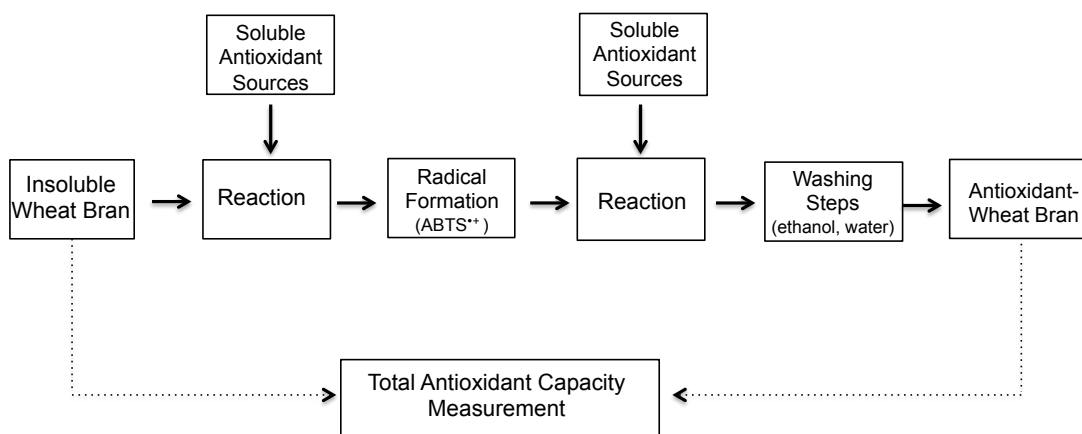 Soluble
Antioxidant
Sources
Soluble
Antioxidant
Sources
Insoluble
Wheat Bran
Reaction
Radical
Formation
(ABTS•+ )
Reaction
Washing
Steps
(ethanol, water)
Antioxidant-
Wheat Bran
Total Antioxidant Capacity
Measurement